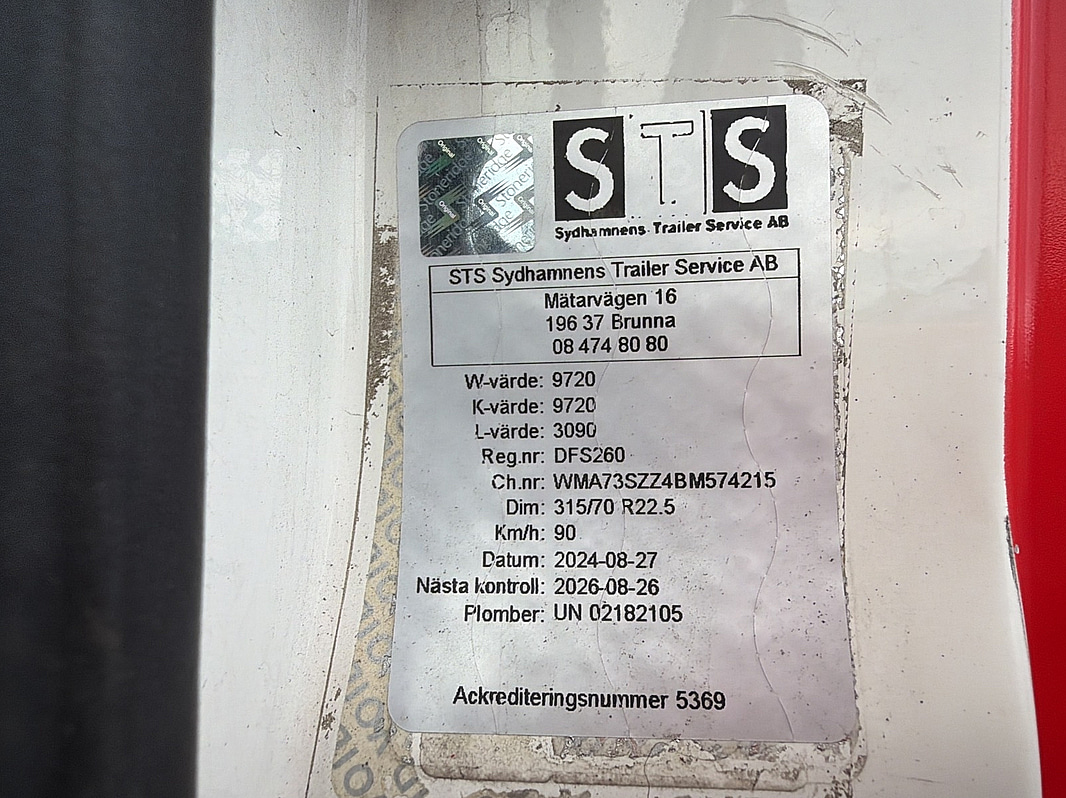 STS
Sydhamnens Trailer Service AB
STS Sydhamnens Trailer Service AB
Mätarvägen 16
196 37 Brunna
08 474 80 80
W-värde: 9720
K-värde: 9720
L-värde: 3090
Reg.nr: DFS260
Ch.nr: WMA73SZZ4BM574215
Dim: 315/70 R22.5
Km/h: 90
Datum: 2024-08-27
Nästa kontroll: 2026-08-26
Plomber: UN 02182105
Ackrediteringsnummer 5369
Original
Stoneridge